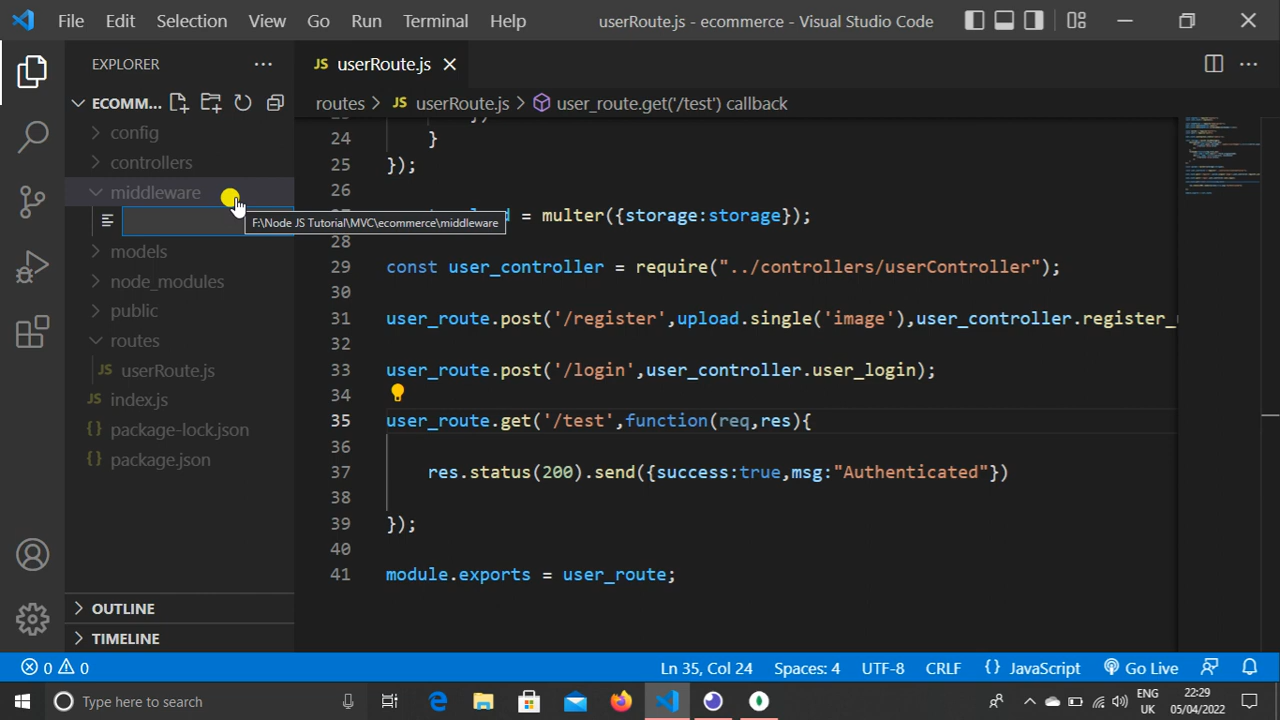 File Edit Selection View Go Run Terminal Help userRoute.js - ecommerce - Visual Studio Code
EXPLORER
ECOMM...
config
controllers
middleware
F:\Node JS Tutorial\MVC\ecommerce\middleware
models
node_modules
public
routes
JS userRoute.js
JS index.js
{} package-lock.json
{} package.json
OUTLINE
TIMELINE
JS userRoute.js
routes > JS userRoute.js > user_route.get('/test') callback
24 }
25 });
26
= multer({storage:storage});
28
29 const user_controller = require("../controllers/userController");
30
31 user_route.post('/register',upload.single('image'),user_controller.register_
32
33 user_route.post('/login',user_controller.user_login);
34
35 user_route.get('/test',function(req,res){
36
37 res.status(200).send({success:true,msg:"Authenticated"})
38
39 });
40
41 module.exports = user_route;
0 0 Ln 35, Col 24 Spaces: 4 UTF-8 CRLF {} JavaScript Go Live
Type here to search
ENG
UK
22:29
05/04/2022